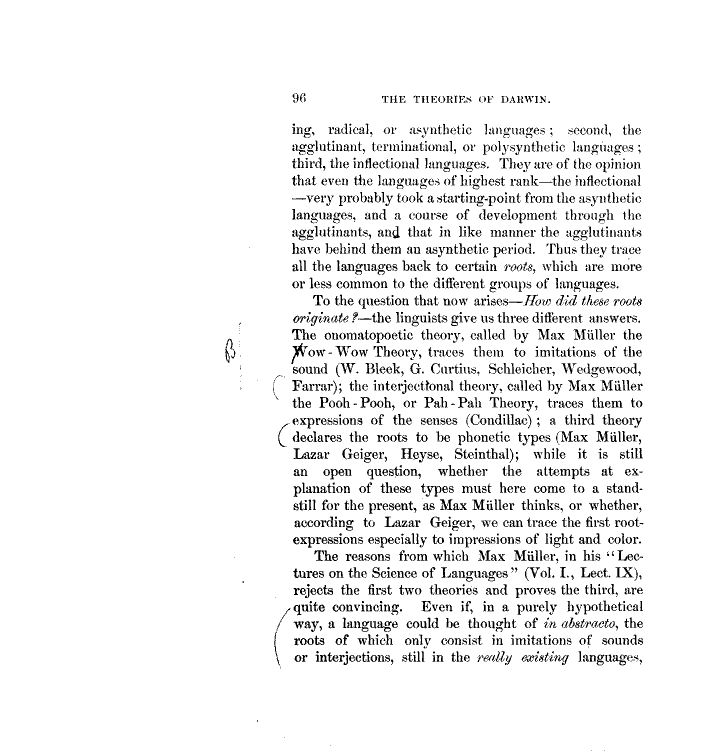 96 THE THEORIES OF DARWIN.
ing, radical, or asynthetic languages; second, the
agglutinant, terminational, or polysynthetic languages;
third, the inflectional languages. They are of the opinion
that even the languages of highest rank—the inflectional
—very probably took a starting-point from the asynthetic
languages, and a course of development through the
agglutinants, and that in like manner the agglutinants
have behind them an asynthetic period. Thus they trace
all the languages back to certain roots, which are more
or less common to the different groups of languages.
To the question that now arises—How did these roots
originate?—the linguists give us three different answers.
The onomatopoetic theory, called by Max Müller the
B Wow-Wow Theory, traces them to imitations of the
sound (W. Bleek, G. Curtius, Schleicher, Wedgewood,
Farrar); the interjectional theory, called by Max Müller
the Pooh-Pooh, or Pah-Pah Theory, traces them to
expressions of the senses (Condillac); a third theory
declares the roots to be phonetic types (Max Müller,
Lazar Geiger, Heyse, Steinthal); while it is still
an open question, whether the attempts at ex-
planation of these types must here come to a stand-
still for the present, as Max Müller thinks, or whether,
according to Lazar Geiger, we can trace the first root-
expressions especially to impressions of light and color.
The reasons from which Max Müller, in his "Lec-
tures on the Science of Languages" (Vol. I., Lect. IX),
rejects the first two theories and proves the third, are
quite convincing. Even if, in a purely hypothetical
way, a language could be thought of in abstracto, the
roots of which only consist in imitations of sounds
or interjections, still in the really existing languages,